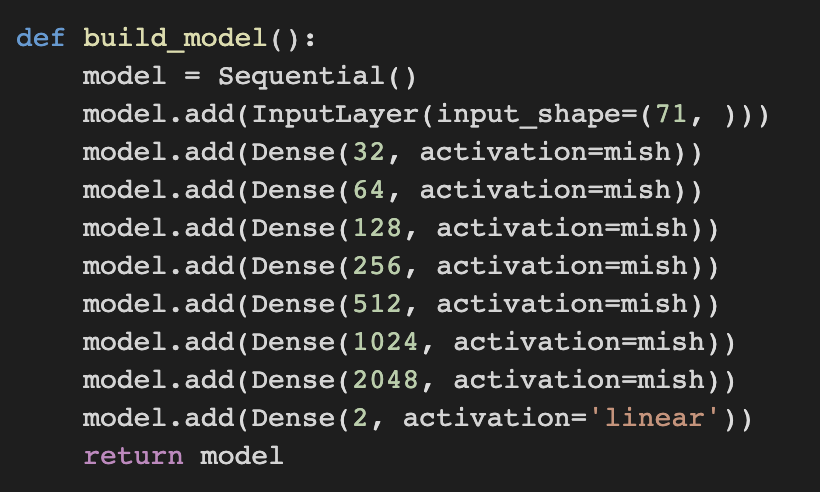 def build_model():
    model = Sequential()
    model.add(InputLayer(input_shape=(71, )))
    model.add(Dense(32, activation=mish))
    model.add(Dense(64, activation=mish))
    model.add(Dense(128, activation=mish))
    model.add(Dense(256, activation=mish))
    model.add(Dense(512, activation=mish))
    model.add(Dense(1024, activation=mish))
    model.add(Dense(2048, activation=mish))
    model.add(Dense(2, activation='linear'))
    return model